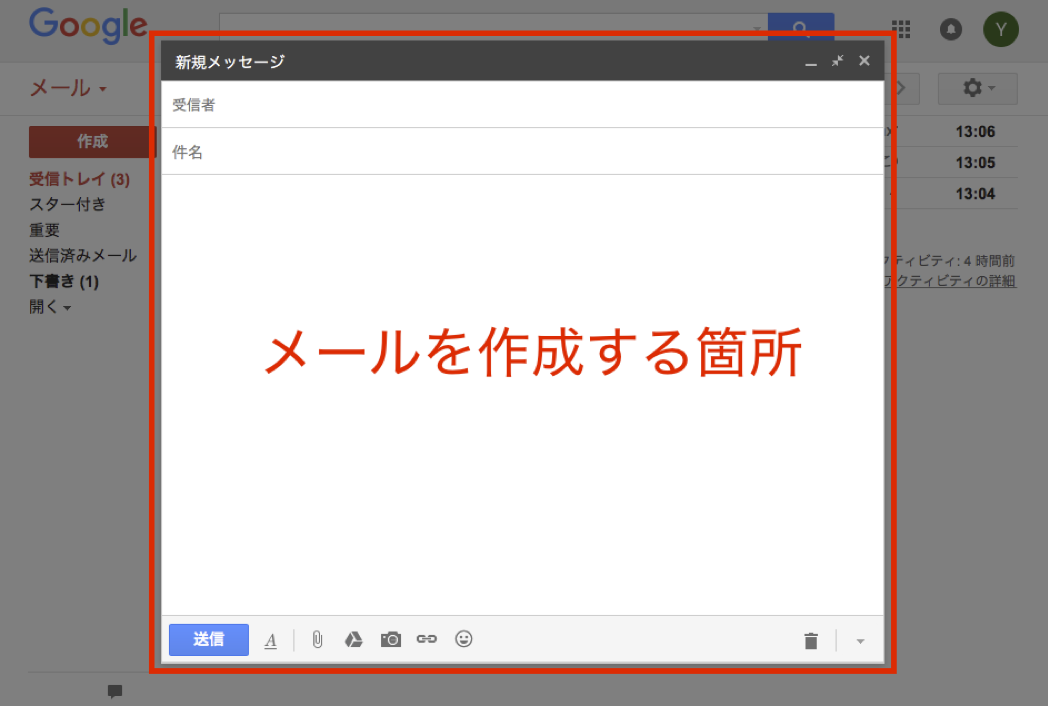 Google
Y
新規メッセージ
メール
受信者
作成
件名
13:06
13:05
13:04
受信トレイ (3)
スター付き
重要
送信済みメール
下書き (1)
開く
クティビティ: 4 時間前
アクティビティの詳細
メールを作成する箇所
送信
A